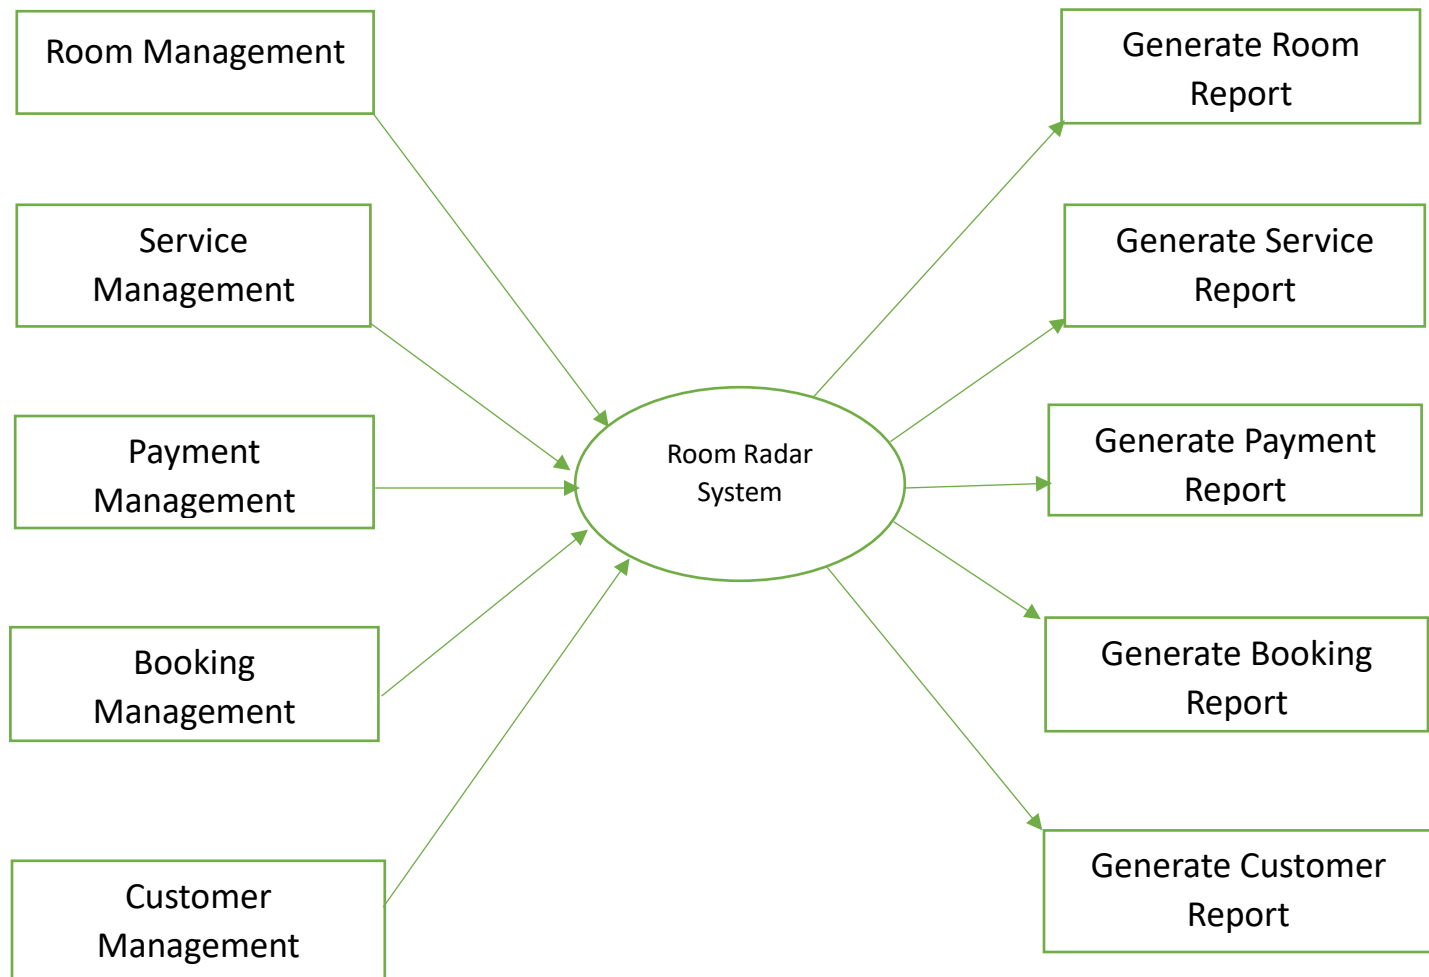 Room Management
Service
Management
Payment
Management
Booking
Management
Customer
Management
Room Radar
System
Generate Room
Report
Generate Service
Report
Generate Payment
Report
Generate Booking
Report
Generate Customer
Report